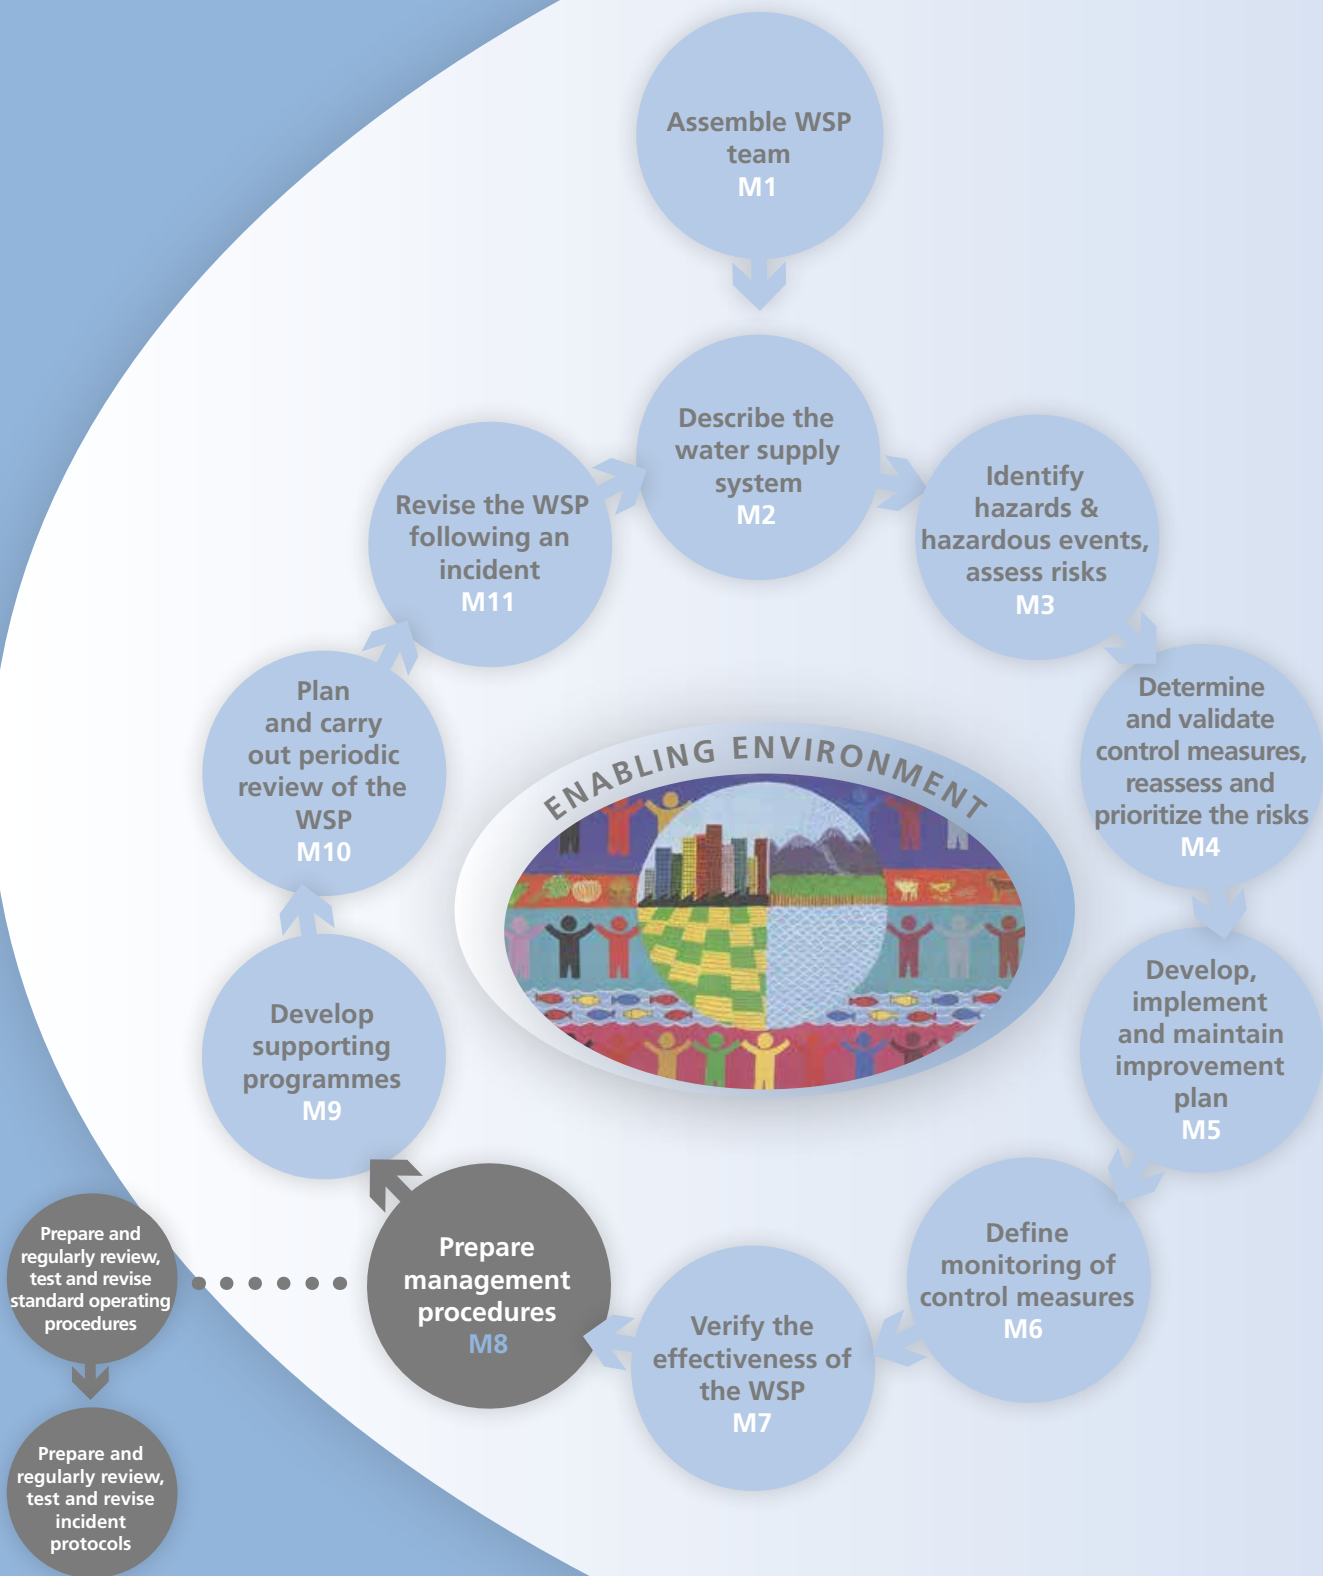 Assemble WSP
team
M1
Describe the
water supply
system
M2
Identify
hazards &
hazardous events,
assess risks
M3
Determine
and validate
control measures,
reassess and
prioritize the risks
M4
Develop,
implement
and maintain
improvement
plan
M5
Define
monitoring of
control measures
M6
Verify the
effectiveness of
the WSP
M7
Prepare
management
procedures
M8
Prepare and
regularly review,
test and revise
standard operating
procedures
Prepare and
regularly review,
test and revise
incident
protocols
Develop
supporting
programmes
M9
Plan
and carry
out periodic
review of the
WSP
M10
Revise the WSP
following an
incident
M11
ENABLING ENVIRONMENT